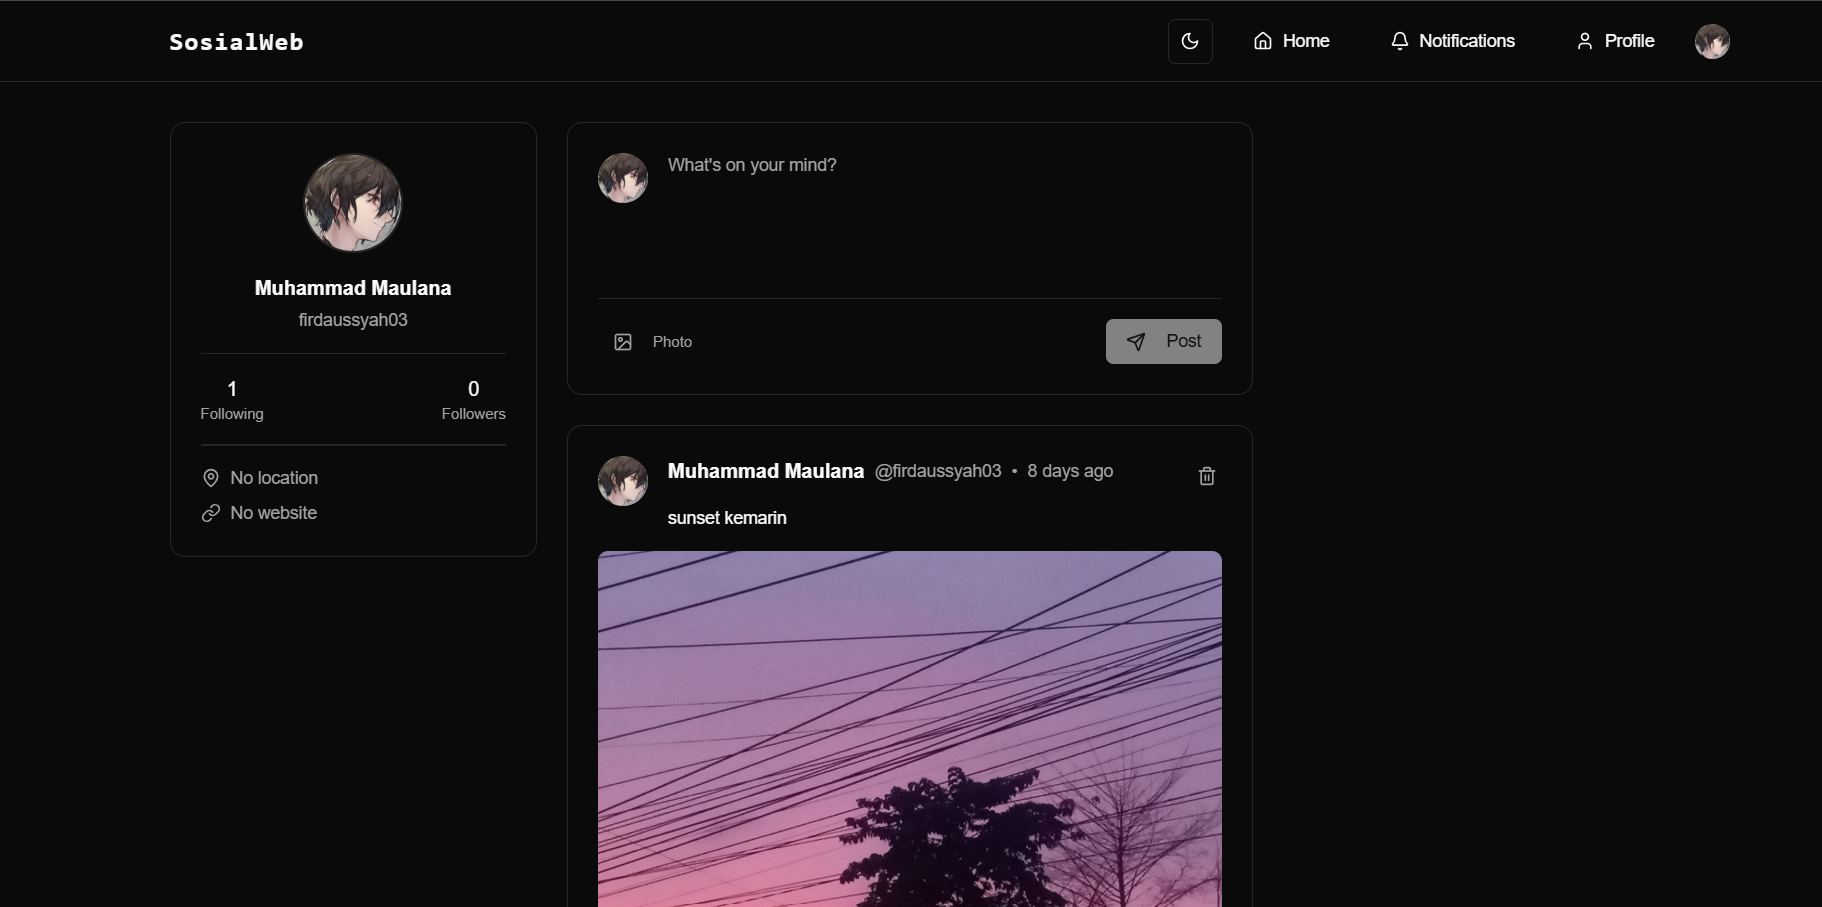 SosialWeb
Home
Notifications
Profile
Muhammad Maulana
firdaussyah03
1
Following
0
Followers
No location
No website
What's on your mind?
Photo
Post
Muhammad Maulana @firdaussyah03 • 8 days ago
sunset kemarin